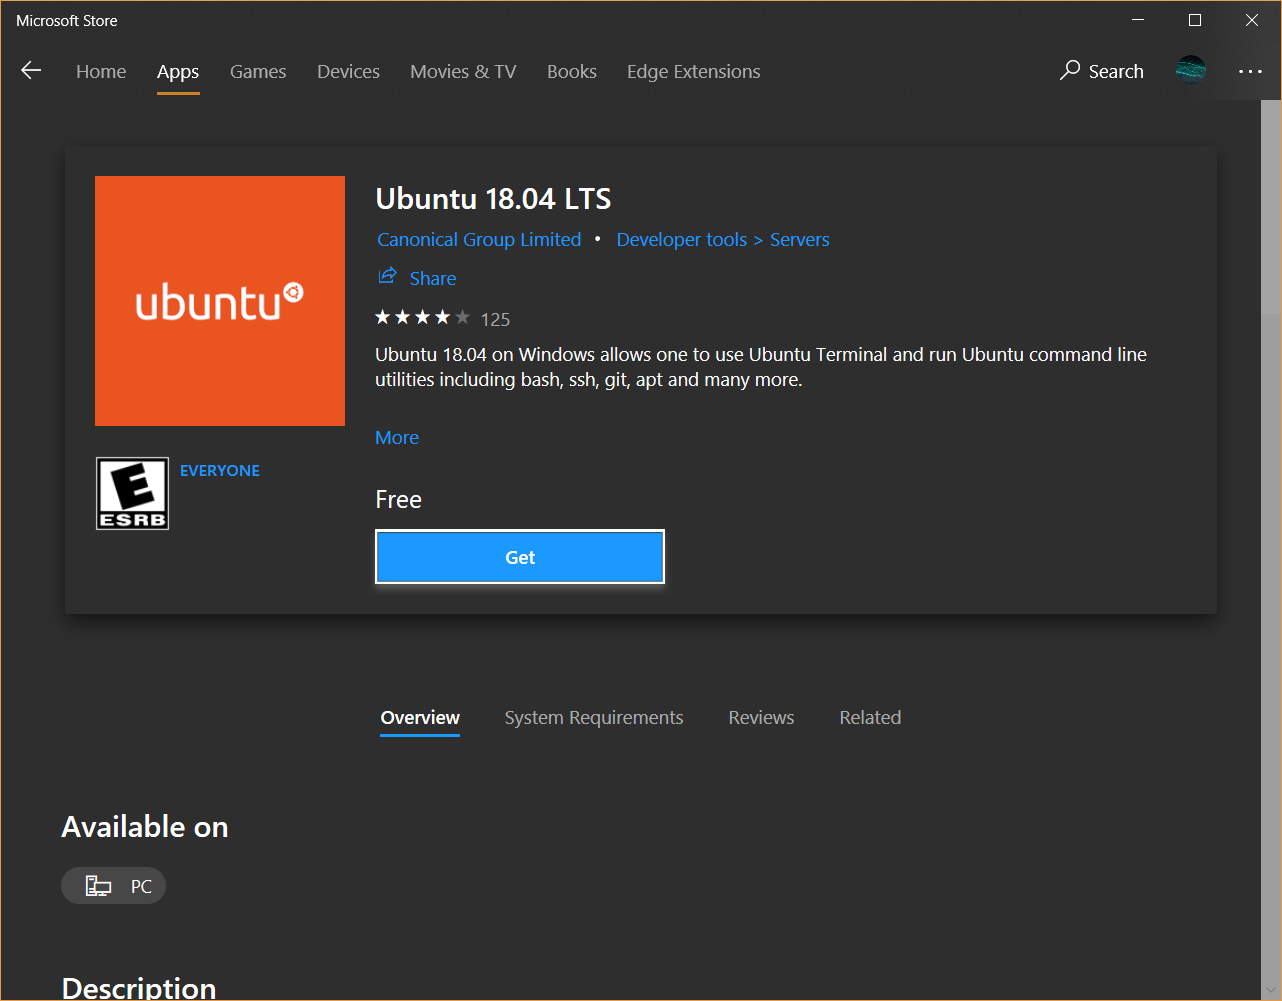 Microsoft Store
Home Apps Games Devices Movies & TV Books Edge Extensions Search
ubuntu
Ubuntu 18.04 LTS
Canonical Group Limited • Developer tools > Servers
Share
125
Ubuntu 18.04 on Windows allows one to use Ubuntu Terminal and run Ubuntu command line
utilities including bash, ssh, git, apt and many more.
More
E
ESRB
EVERYONE
Free
Get
Overview System Requirements Reviews Related
Available on
PC
Description